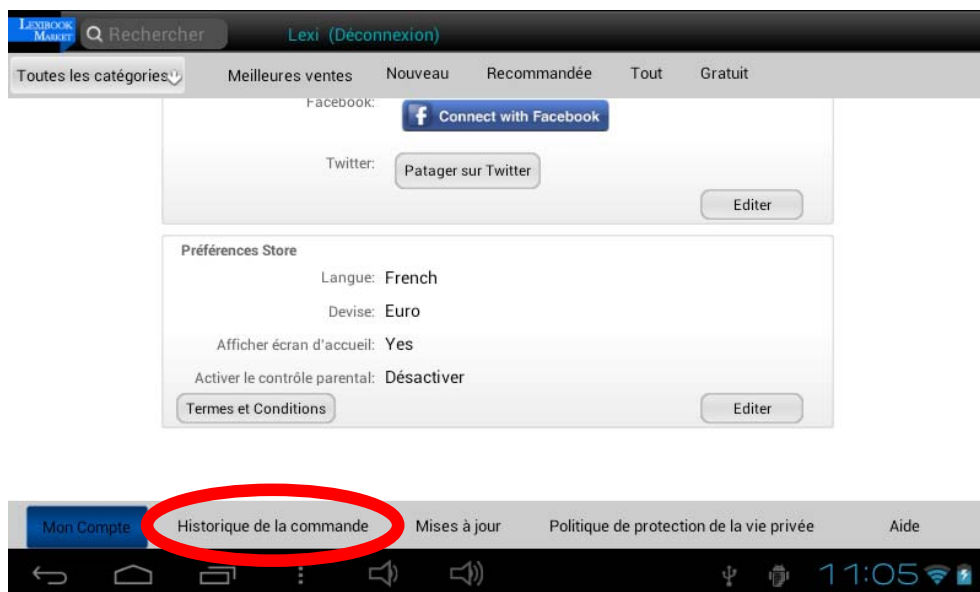 LEXIBOOK
MARKET
Rechercher
Lexi (Déconnexion)
Toutes les catégories
Meilleures ventes
Nouveau
Recommandée
Tout
Gratuit
Facebook:
f Connect with Facebook
Twitter:
Patager sur Twitter
Editer
Préférences Store
Langue: French
Devise: Euro
Afficher écran d'accueil: Yes
Activer le contrôle parental: Désactiver
Termes et Conditions
Editer
Mon Compte
Historique de la commande
Mises à jour
Politique de protection de la vie privée
Aide
11:05